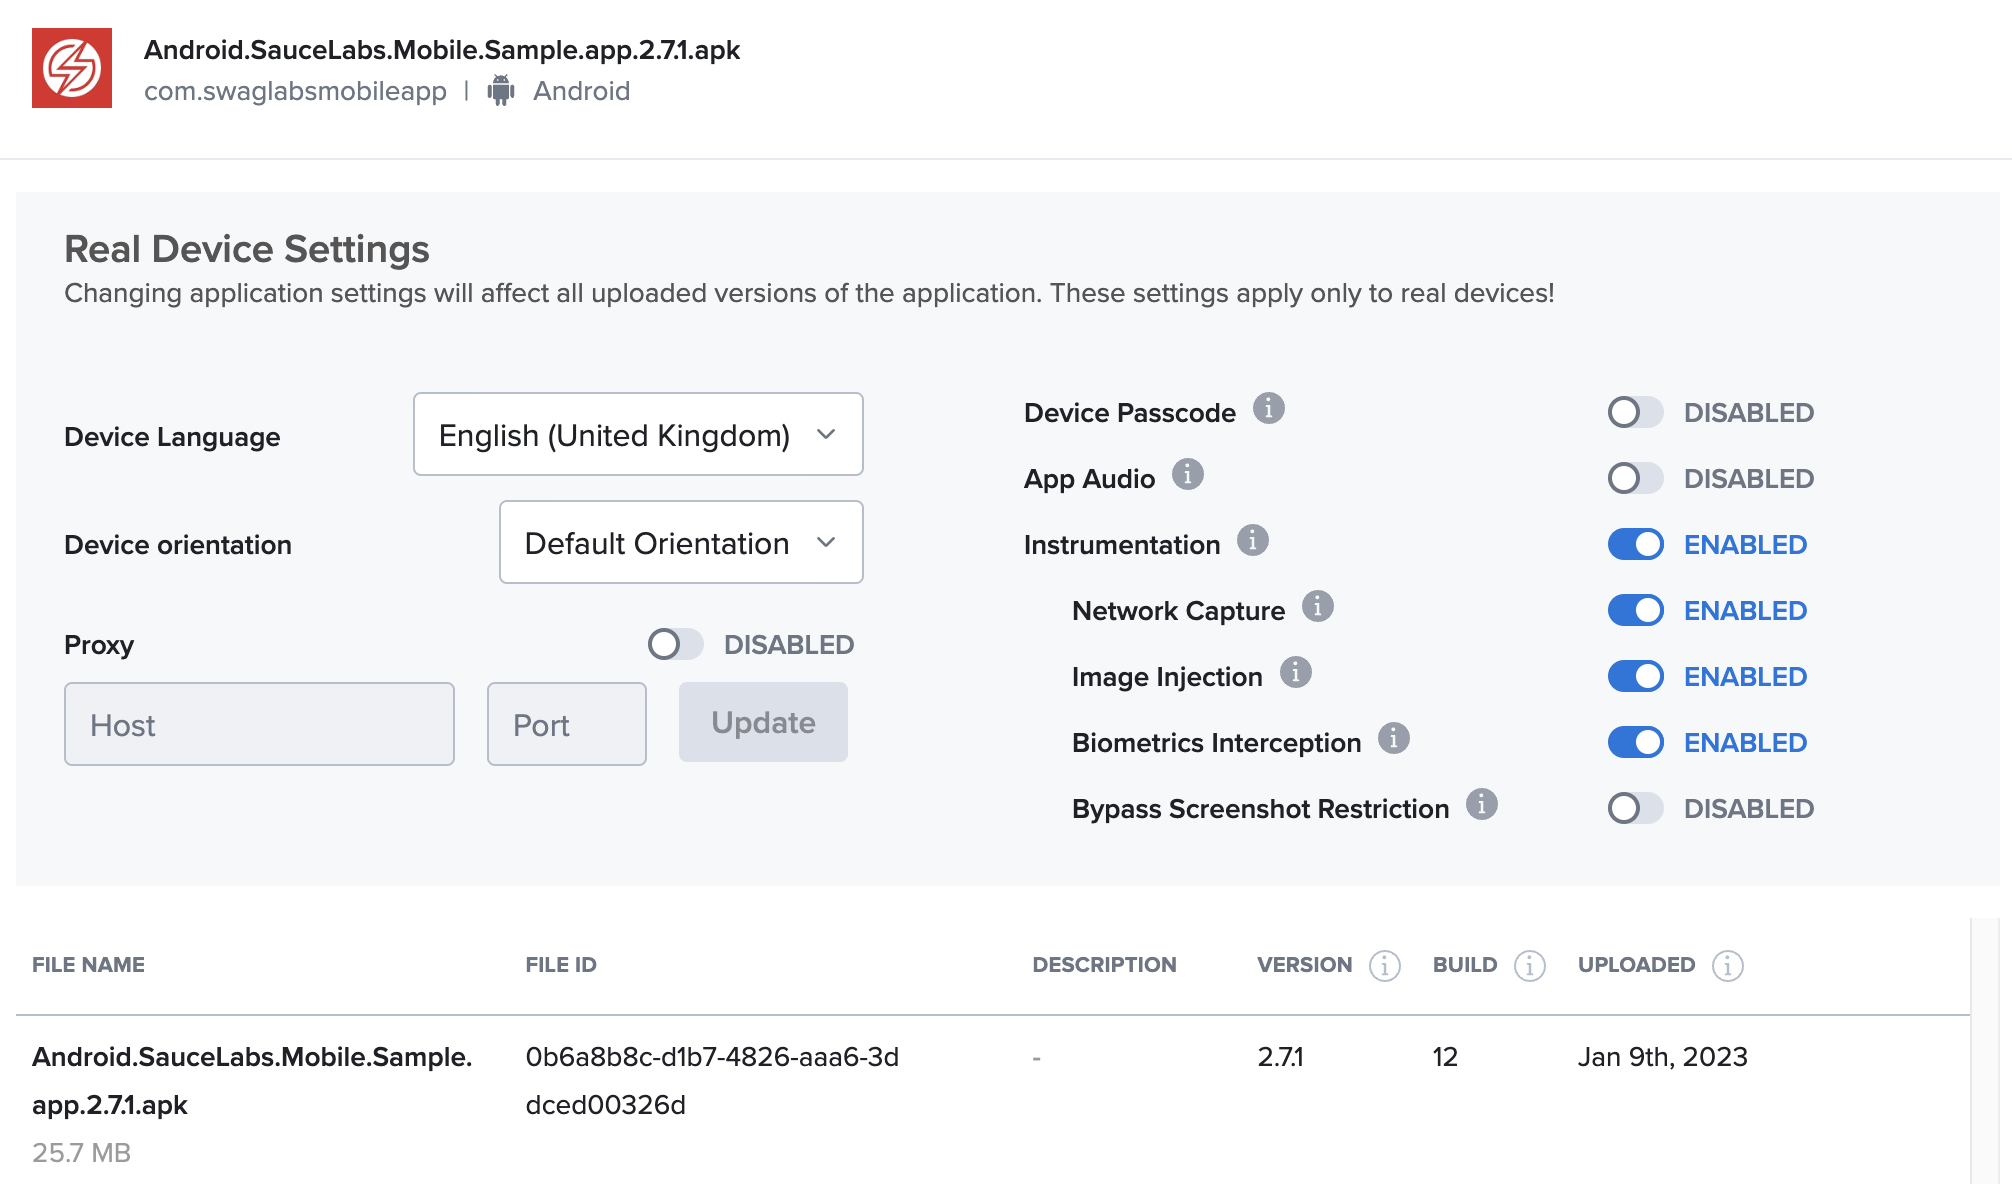 Android.SauceLabs.Mobile.Sample.app.2.7.1.apk
com.swaglabsmobileapp | Android
Real Device Settings
Changing application settings will affect all uploaded versions of the application. These settings apply only to real devices!
Device Language English (United Kingdom)
Device orientation Default Orientation
Proxy DISABLED
Host Port Update
Device Passcode DISABLED
App Audio DISABLED
Instrumentation ENABLED
Network Capture ENABLED
Image Injection ENABLED
Biometrics Interception ENABLED
Bypass Screenshot Restriction DISABLED
FILE NAME FILE ID DESCRIPTION VERSION BUILD UPLOADED
Android.SauceLabs.Mobile.Sample. 0b6a8b8c-d1b7-4826-aaa6-3d - 2.7.1 12 Jan 9th, 2023
app.2.7.1.apk dced00326d
25.7 MB